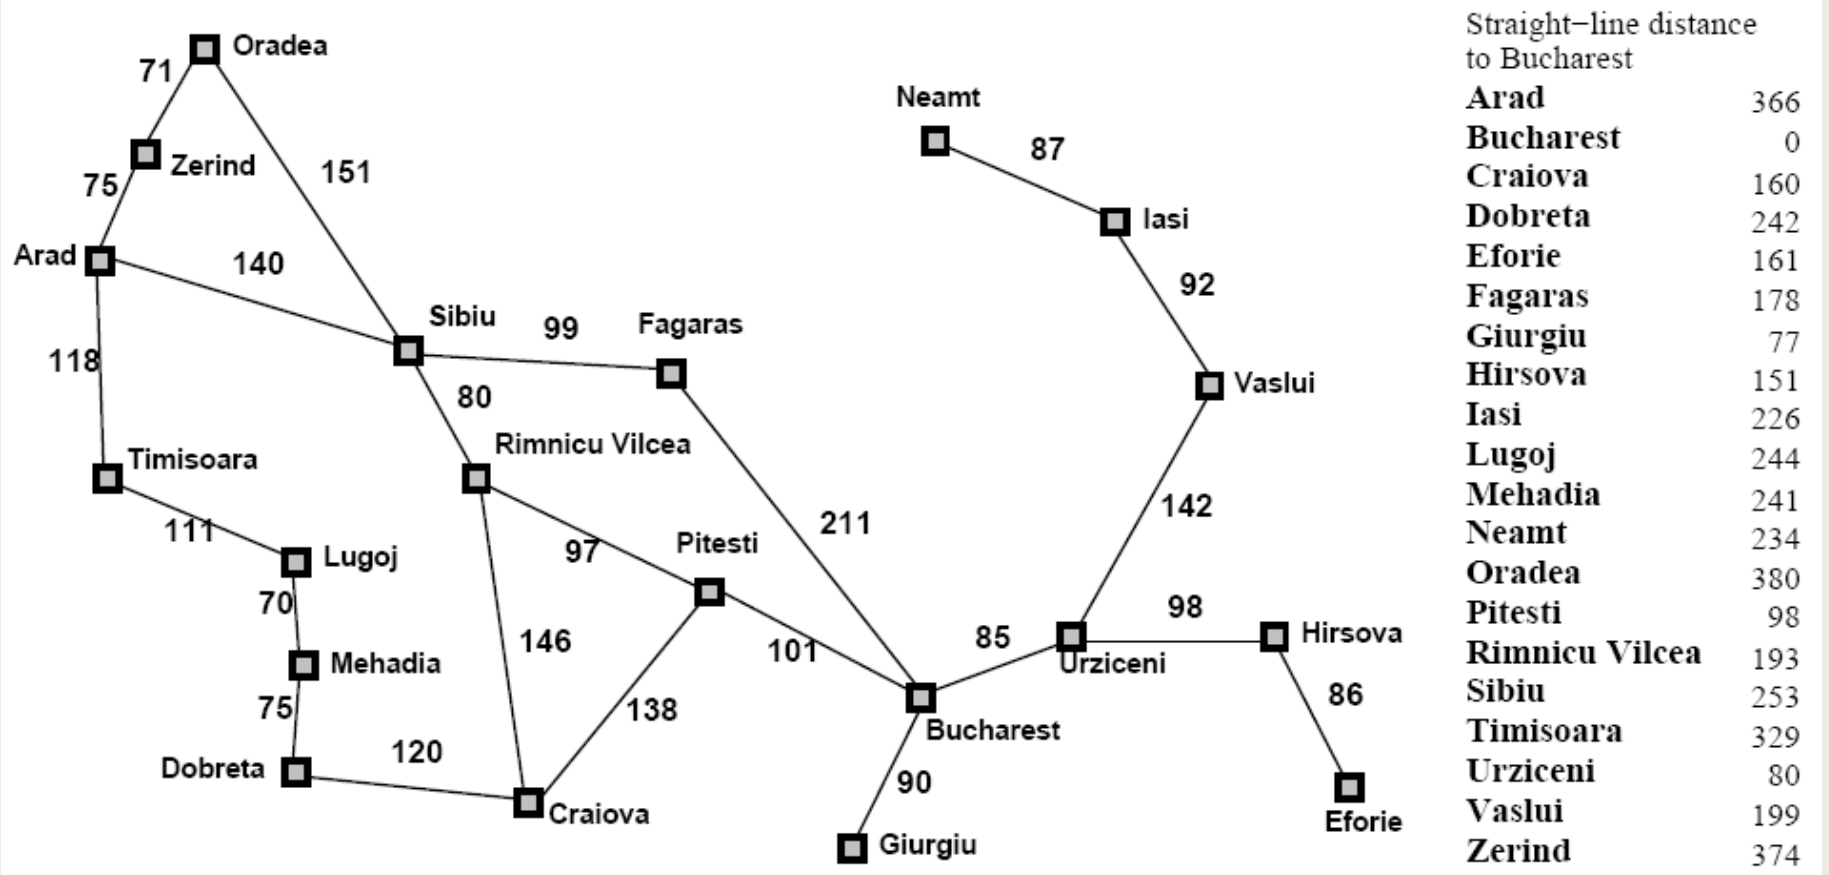 Oradea
71
Neamt
87
Zerind
151
75
Iasi
Arad
140
92
Sibiu
99
Fagaras
118
80
Vaslui
Timisoara
Rimnicu Vilcea
111
97
Pitesti
211
142
Lugoj
70
146
101
85
98
Hirsova
Mehadia
Urziceni
75
138
86
Bucharest
Dobreta
120
90
Craiova
Giurgiu
Eforie
Straight-line distance
to Bucharest
Arad 366
Bucharest 0
Craiova 160
Dobreta 242
Eforie 161
Fagaras 178
Giurgiu 77
Hirsova 151
Iasi 226
Lugoj 244
Mehadia 241
Neamt 234
Oradea 380
Pitesti 98
Rimnicu Vilcea 193
Sibiu 253
Timisoara 329
Urziceni 80
Vaslui 199
Zerind 374